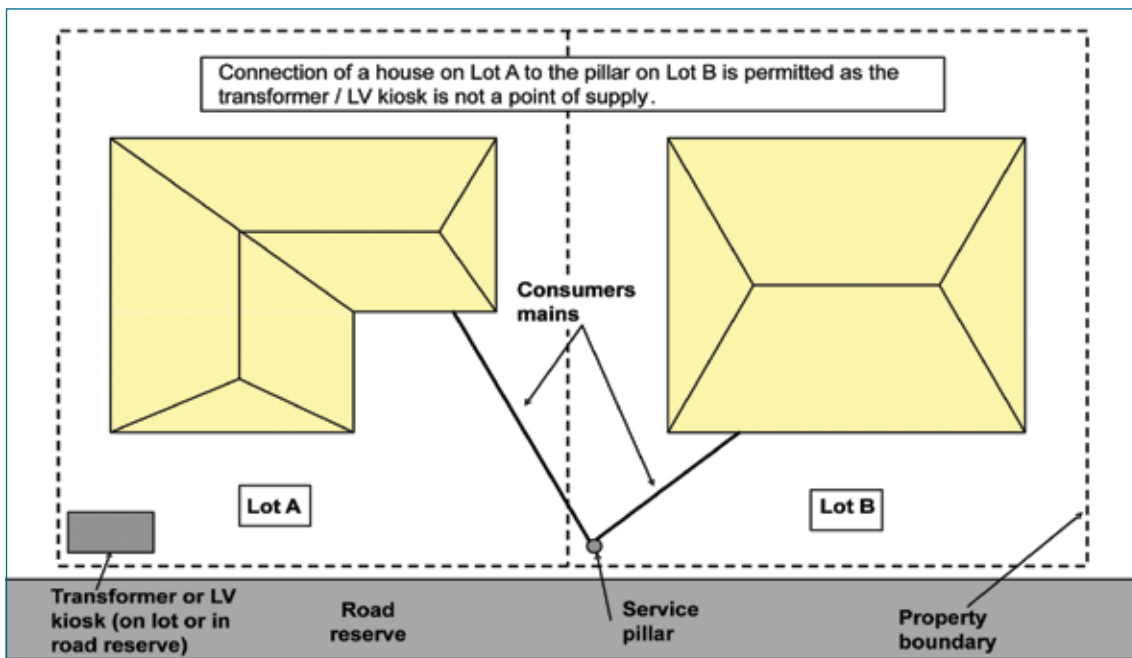 Connection of a house on Lot A to the pillar on Lot B is permitted as the
transformer / LV kiosk is not a point of supply.
Consumers
mains
Lot A
Lot B
Transformer or LV
kiosk (on lot or in
road reserve)
Road
reserve
Service
pillar
Property
boundary